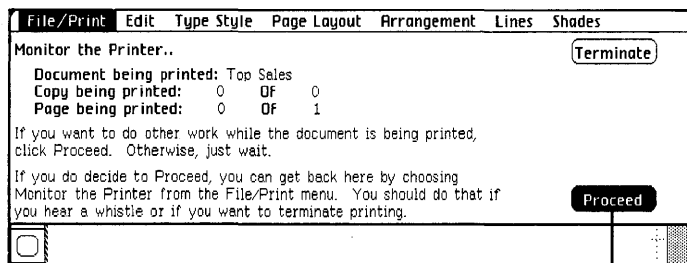 File/Print Edit Type Style Page Layout Arrangement Lines Shades
Monitor the Printer..
Terminate
Document being printed: Top Sales
Copy being printed: 0 OF 0
Page being printed: 0 OF 1
If you want to do other work while the document is being printed,
click Proceed. Otherwise, just wait.
If you do decide to Proceed, you can get back here by choosing
Monitor the Printer from the File/Print menu. You should do that if
you hear a whistle or if you want to terminate printing.
Proceed